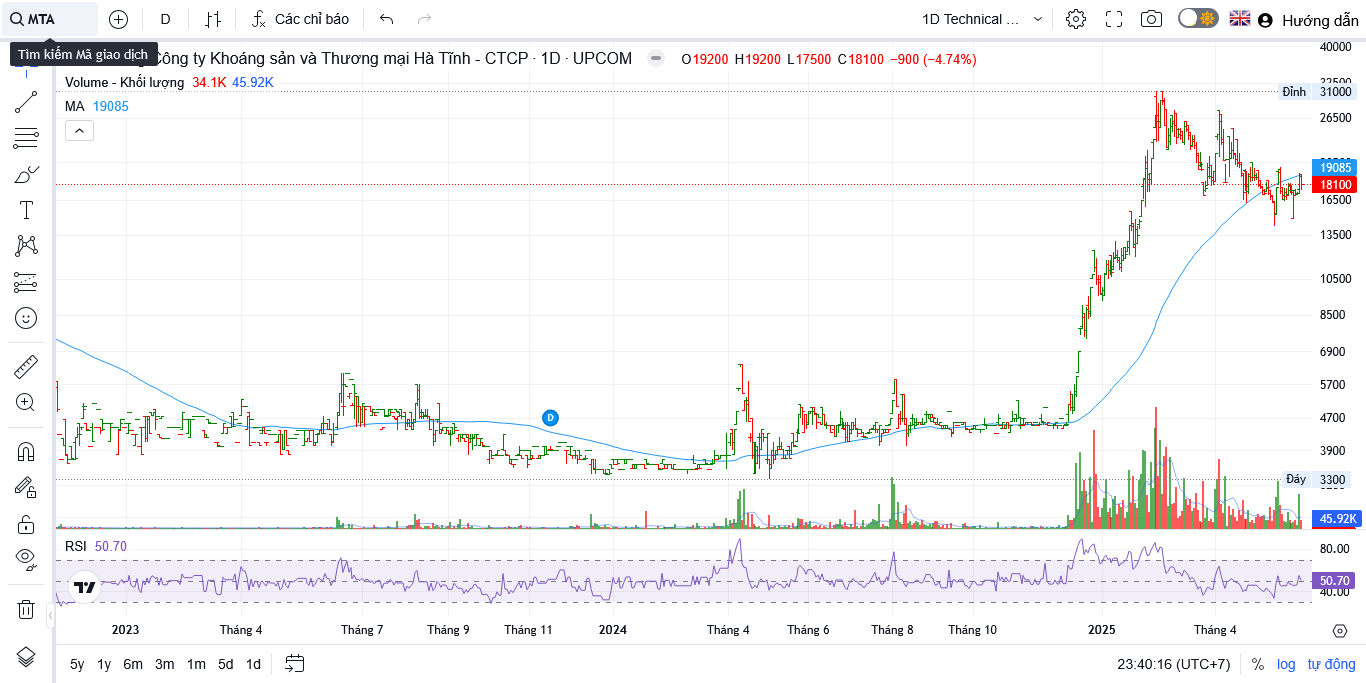 MTA D Các chỉ báo 1D Technical ... Hướng dẫn
Tìm kiếm Mã giao dịch
Công ty Khoáng sản và Thương mại Hà Tĩnh - CTCP · 1D · UPCOM O19200 H19200 L17500 C18100 −900 (−4.74%)
Volume - Khối lượng 34.1K 45.92K
MA 19085
40000
32500
Đỉnh 31000
26500
19085
18100
16500
13500
10500
8500
6900
5700
D
4700
3900
Đáy 3300
45.92K
RSI 50.70
80.00
50.70
40.00
2023 Tháng 4 Tháng 7 Tháng 9 Tháng 11 2024 Tháng 4 Tháng 6 Tháng 8 Tháng 10 2025 Tháng 4
5y 1y 6m 3m 1m 5d 1d 23:40:16 (UTC+7) % log tự động